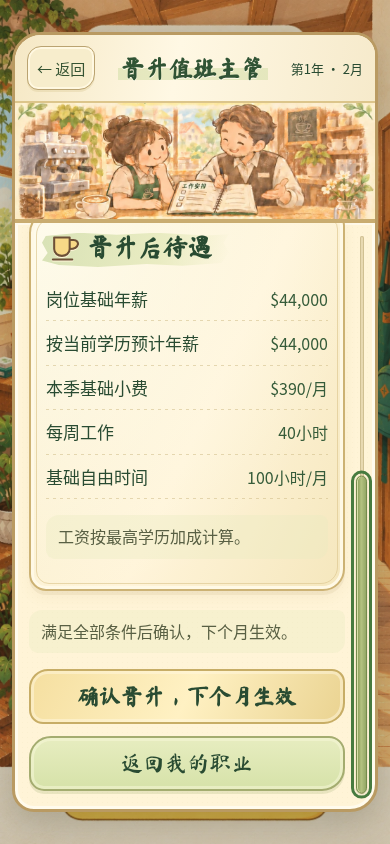 ← 返回
晋升值班主管
第1年 · 2月
工作安排
晋升后待遇
岗位基础年薪 $44,000
按当前学历预计年薪 $44,000
本季基础小费 $390/月
每周工作 40小时
基础自由时间 100小时/月
工资按最高学历加成计算。
满足全部条件后确认，下个月生效。
确认晋升，下个月生效
返回我的职业